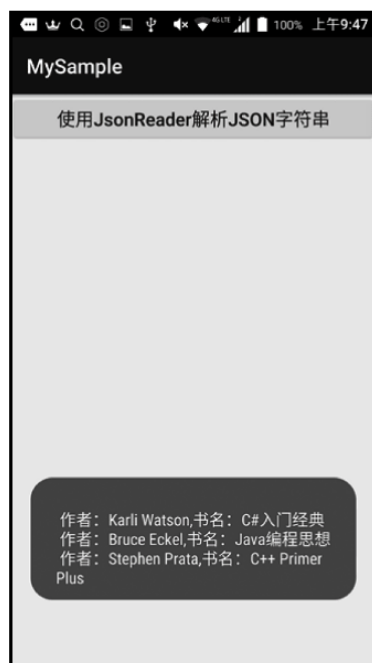 4G LTE 100% 上午9:47
MySample
使用JsonReader解析JSON字符串
作者：Karli Watson,书名：C#入门经典
作者：Bruce Eckel,书名：Java编程思想
作者：Stephen Prata,书名：C++ Primer
Plus